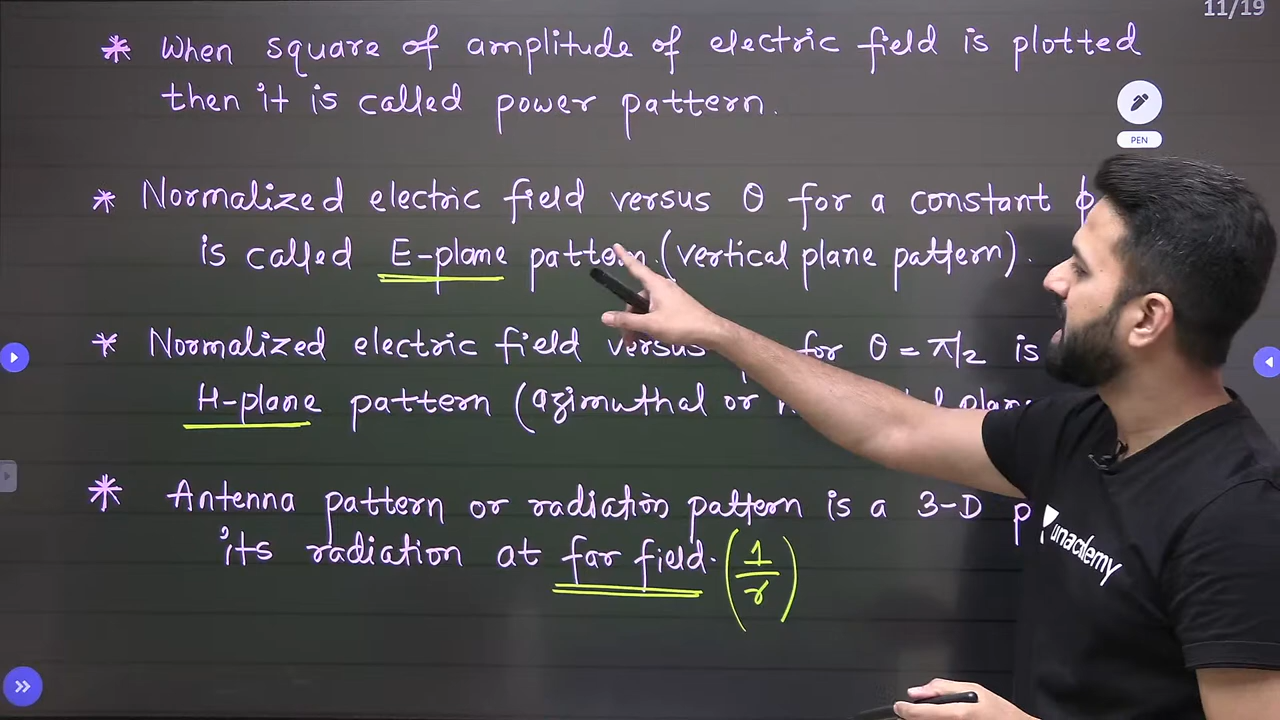 11/19
* When square of amplitude of electric field is plotted
then it is called power pattern.
PEN
* Normalized electric field versus θ for a constant ϕ
is called E-plane pattern (vertical plane pattern).
* Normalized electric field versus for θ = π/2 is
H-plane pattern (azimuthal or plane
* Antenna pattern or radiation pattern is a 3-D
its radiation at far field. (1/r)
unacademy